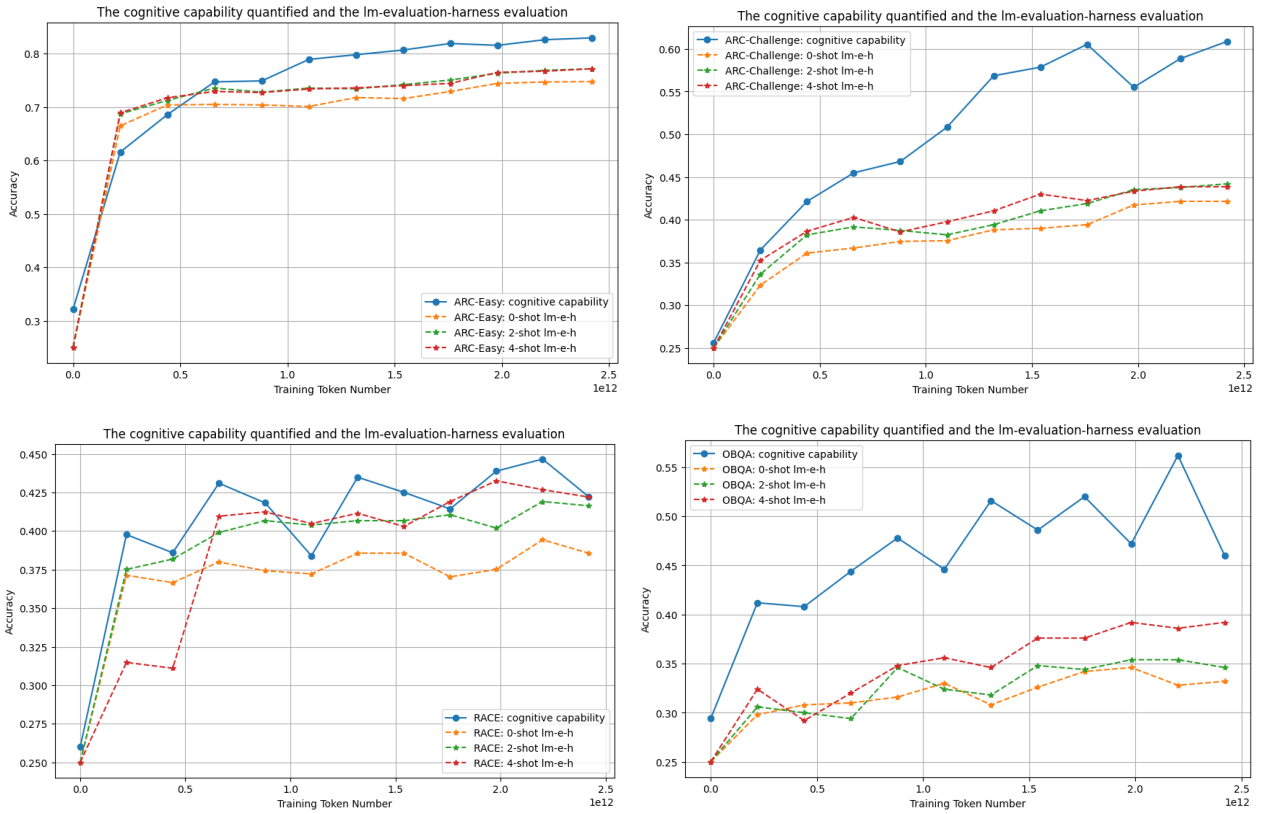 The cognitive capability quantified and the lm-evaluation-harness evaluation
Accuracy
0.8
0.7
0.6
0.5
0.4
0.3
ARC-Easy: cognitive capability
ARC-Easy: 0-shot lm-e-h
ARC-Easy: 2-shot lm-e-h
ARC-Easy: 4-shot lm-e-h
0.0 0.5 1.0 1.5 2.0 2.5
1e12
Training Token Number
The cognitive capability quantified and the lm-evaluation-harness evaluation
Accuracy
0.60
0.55
0.50
0.45
0.40
0.35
0.30
0.25
ARC-Challenge: cognitive capability
ARC-Challenge: 0-shot lm-e-h
ARC-Challenge: 2-shot lm-e-h
ARC-Challenge: 4-shot lm-e-h
0.0 0.5 1.0 1.5 2.0 2.5
1e12
Training Token Number
The cognitive capability quantified and the lm-evaluation-harness evaluation
Accuracy
0.450
0.425
0.400
0.375
0.350
0.325
0.300
0.275
0.250
RACE: cognitive capability
RACE: 0-shot lm-e-h
RACE: 2-shot lm-e-h
RACE: 4-shot lm-e-h
0.0 0.5 1.0 1.5 2.0 2.5
1e12
Training Token Number
The cognitive capability quantified and the lm-evaluation-harness evaluation
Accuracy
0.55
0.50
0.45
0.40
0.35
0.30
0.25
OBQA: cognitive capability
OBQA: 0-shot lm-e-h
OBQA: 2-shot lm-e-h
OBQA: 4-shot lm-e-h
0.0 0.5 1.0 1.5 2.0 2.5
1e12
Training Token Number